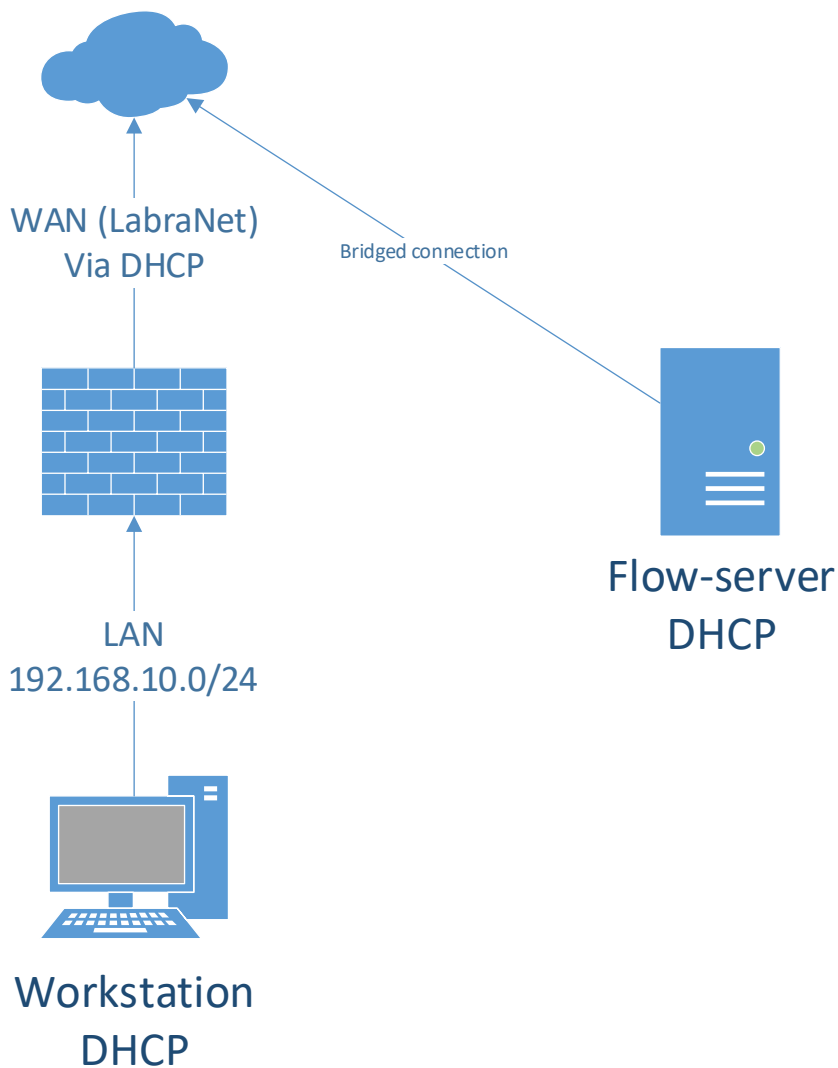 WAN (LabraNet)
Via DHCP
Bridged connection
Flow-server
DHCP
LAN
192.168.10.0/24
Workstation
DHCP